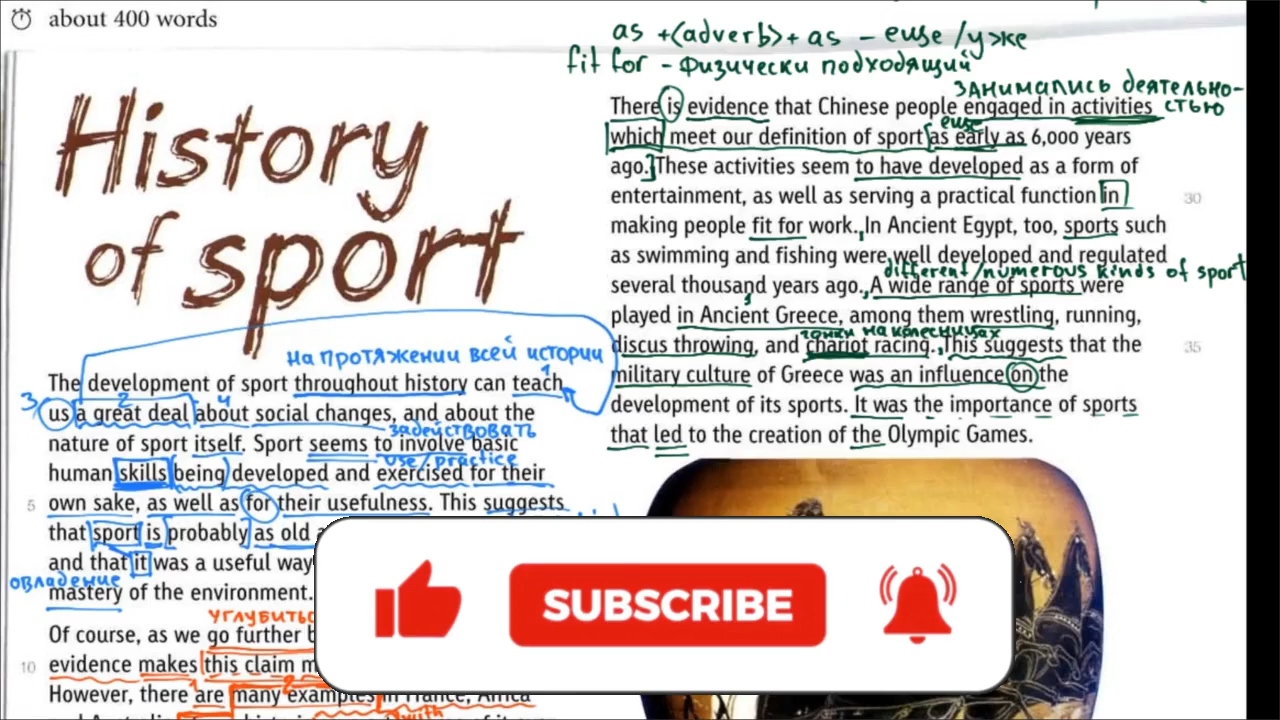 about 400 words
as +(adverb)+ as - еще /уже
fit for - Физически подходящий
History
of sport
на протяжении всей истории
The development of sport throughout history can teach
3 2 4 1
us a great deal about social changes, and about the
задействовать
nature of sport itself. Sport seems to involve basic
use/practice
human skills being developed and exercised for their
5 own sake, as well as for their usefulness. This suggests
that sport is probably as old
and that it was a useful way
овладение
mastery of the environment.
углубитьс
Of course, as we go further b
10 evidence makes this claim m
However, there are many examples in France, Africa
with
занимались деятельно-
стью
There is evidence that Chinese people engaged in activities
еще
which meet our definition of sport as early as 6,000 years
ago. These activities seem to have developed as a form of
entertainment, as well as serving a practical function in 30
making people fit for work. In Ancient Egypt, too, sports such
as swimming and fishing were well developed and regulated
different/numerous kinds of sport
several thousand years ago. A wide range of sports were
played in Ancient Greece, among them wrestling, running,
гонки на колесницах
discus throwing, and chariot racing. This suggests that the 35
military culture of Greece was an influence on the
development of its sports. It was the importance of sports
that led to the creation of the Olympic Games.
SUBSCRIBE